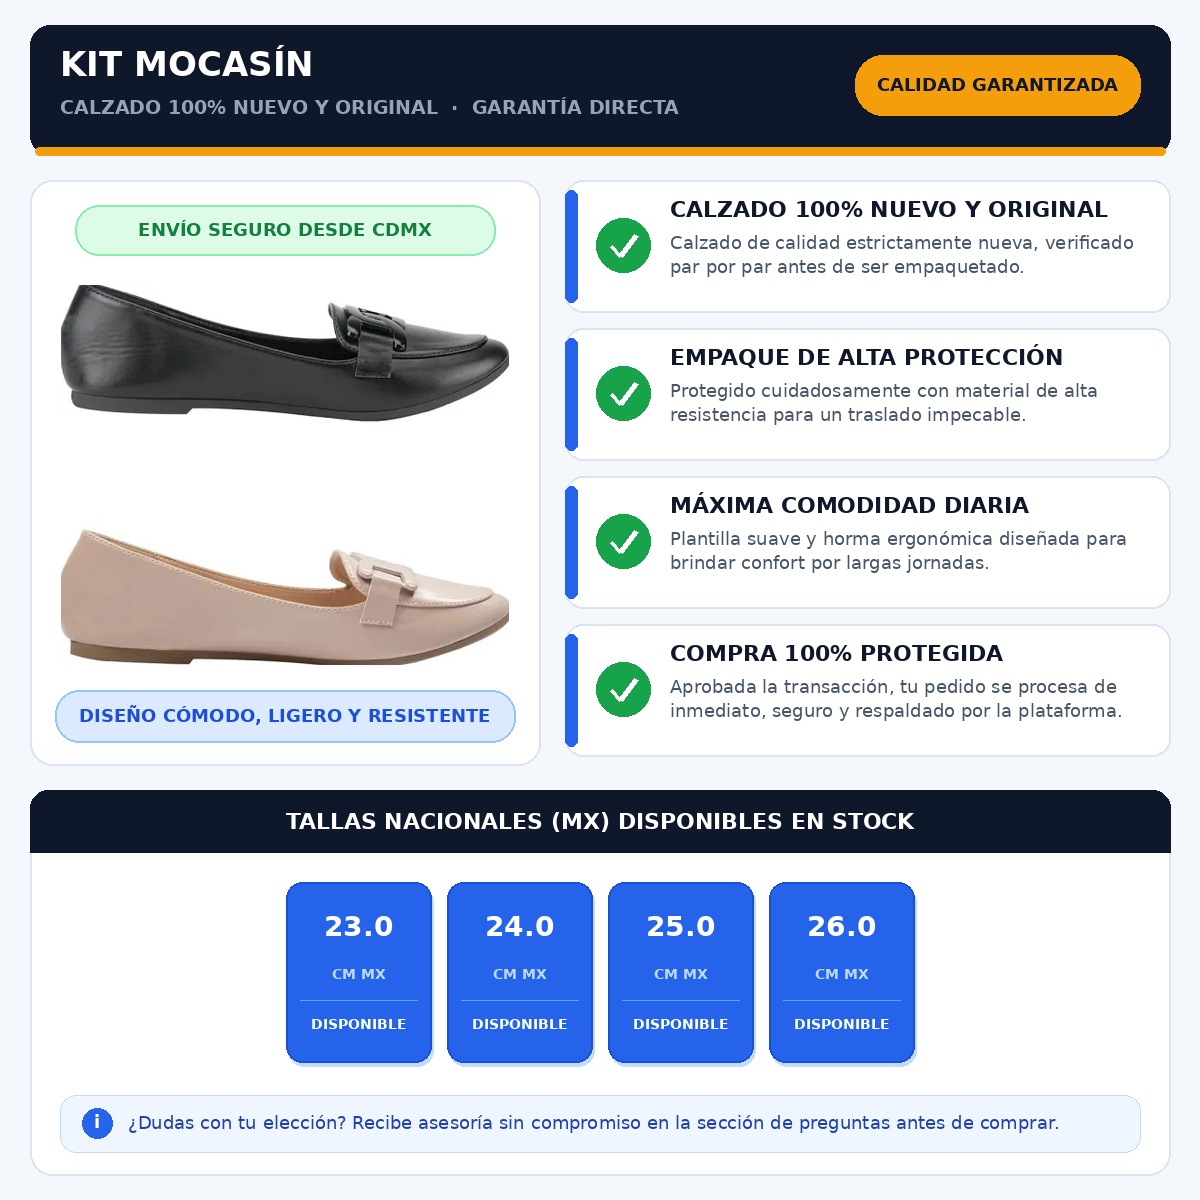 KIT MOCASÍN
CALZADO 100% NUEVO Y ORIGINAL · GARANTÍA DIRECTA
CALIDAD GARANTIZADA
ENVÍO SEGURO DESDE CDMX
DISEÑO CÓMODO, LIGERO Y RESISTENTE
CALZADO 100% NUEVO Y ORIGINAL
Calzado de calidad estrictamente nueva, verificado
par por par antes de ser empaquetado.
EMPAQUE DE ALTA PROTECCIÓN
Protegido cuidadosamente con material de alta
resistencia para un traslado impecable.
MÁXIMA COMODIDAD DIARIA
Plantilla suave y horma ergonómica diseñada para
brindar confort por largas jornadas.
COMPRA 100% PROTEGIDA
Aprobada la transacción, tu pedido se procesa de
inmediato, seguro y respaldado por la plataforma.
TALLAS NACIONALES (MX) DISPONIBLES EN STOCK
23.0
CM MX
DISPONIBLE
24.0
CM MX
DISPONIBLE
25.0
CM MX
DISPONIBLE
26.0
CM MX
DISPONIBLE
i
¿Dudas con tu elección? Recibe asesoría sin compromiso en la sección de preguntas antes de comprar.